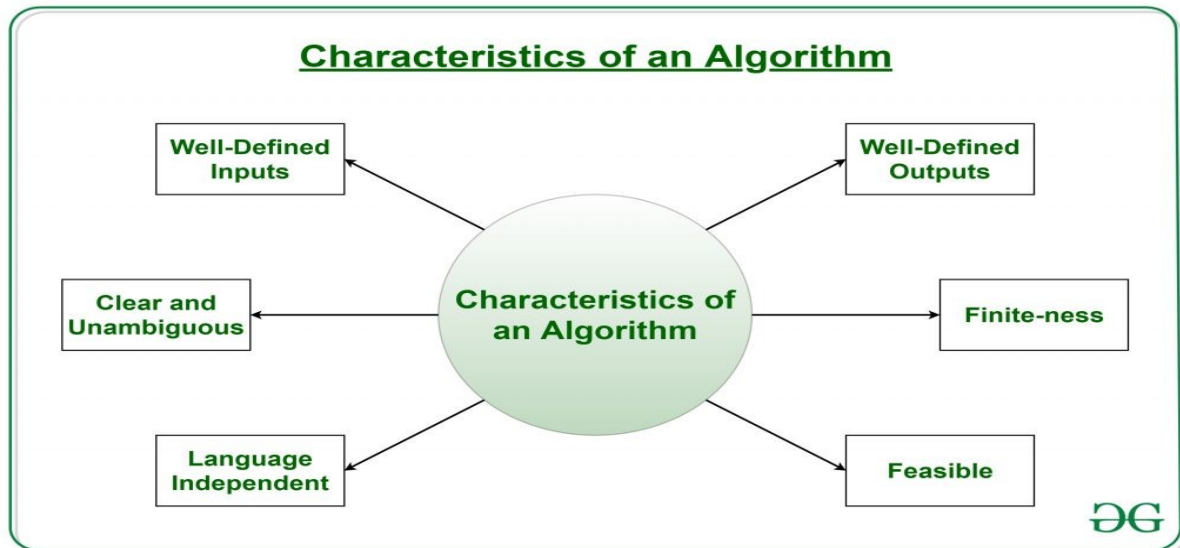 Characteristics of an Algorithm
Well-Defined
Inputs
Well-Defined
Outputs
Clear and
Unambiguous
Characteristics of
an Algorithm
Finite-ness
Language
Independent
Feasible